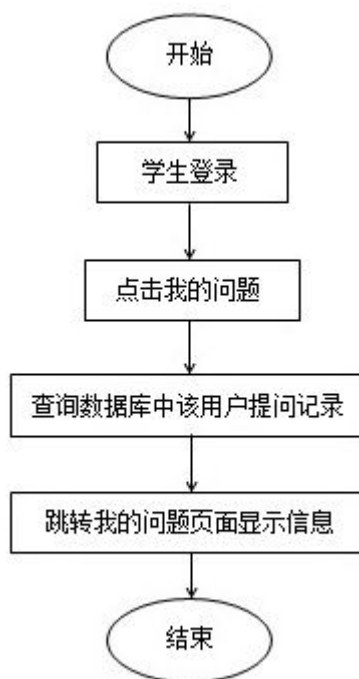 开始
学生登录
点击我的问题
查询数据库中该用户提问记录
跳转我的问题页面显示信息
结束